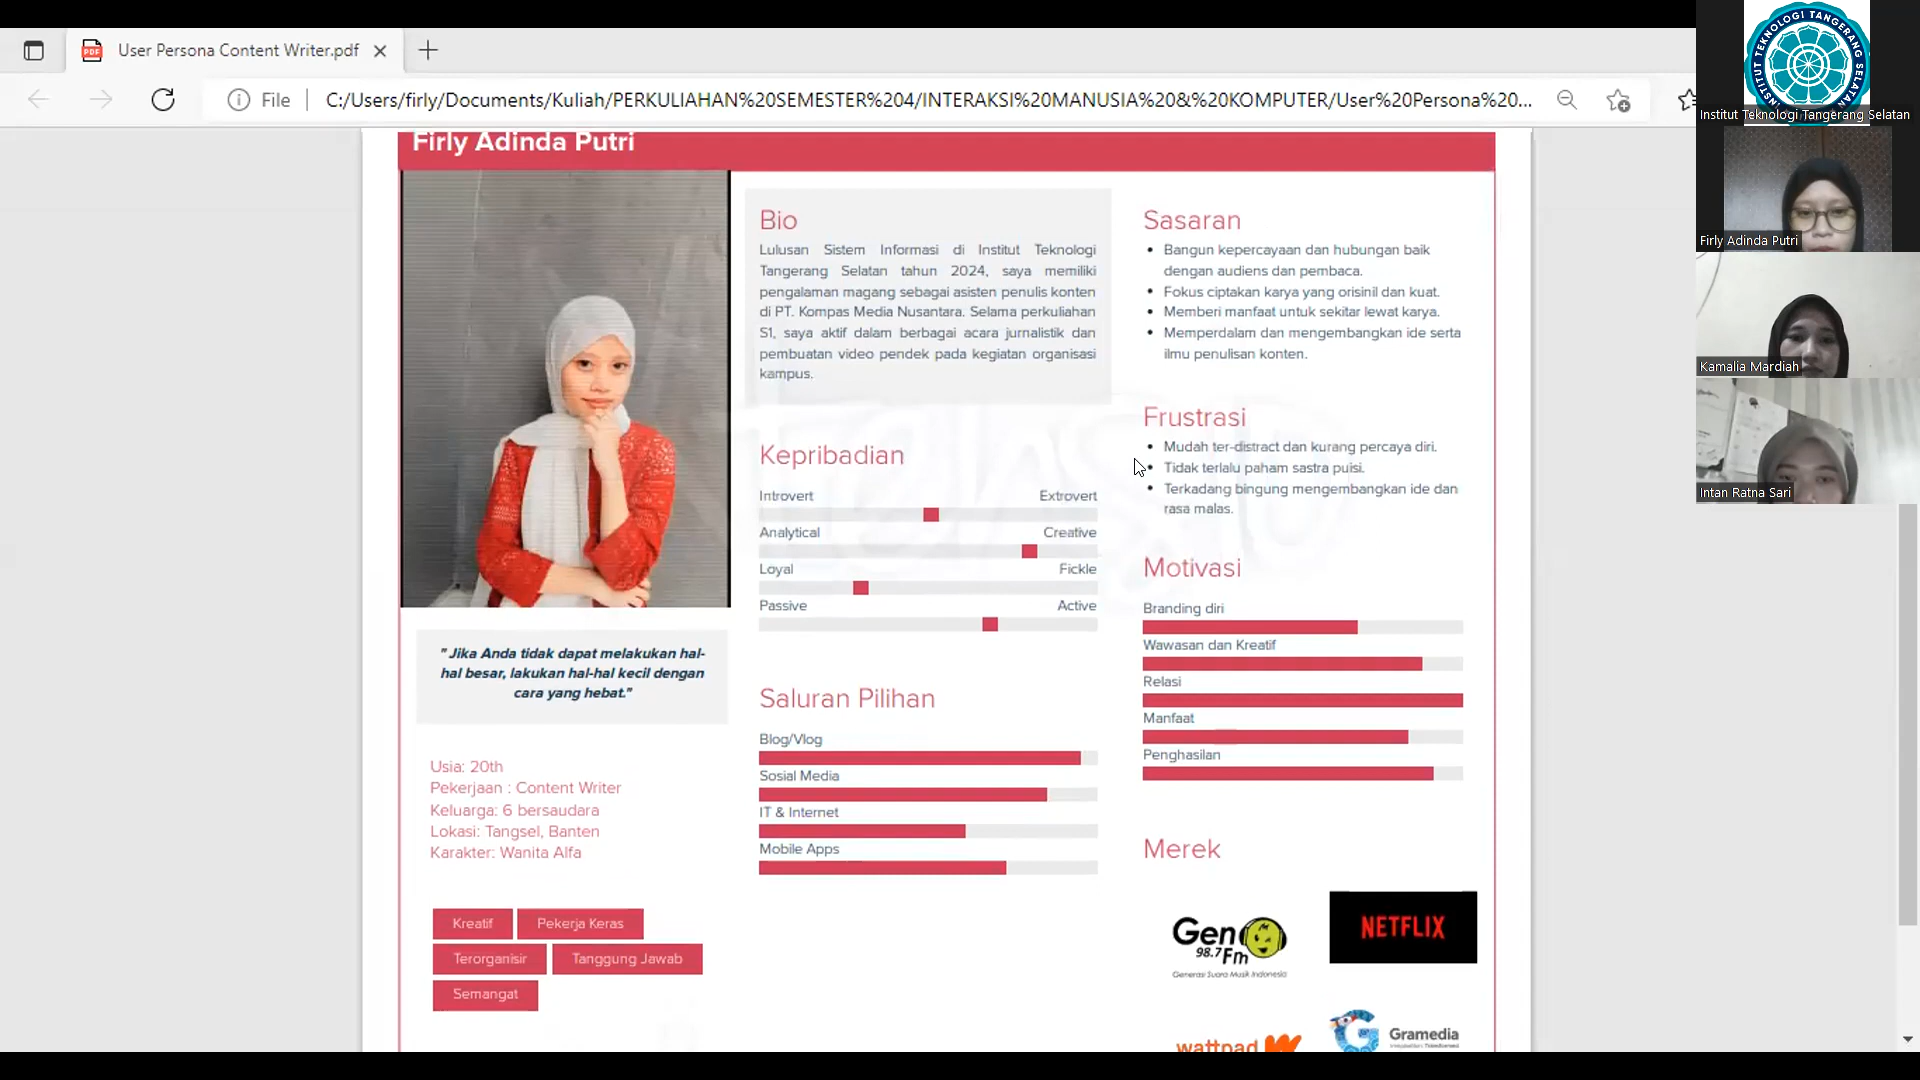 User Persona Content Writer.pdf
File
C:/Users/firly/Documents/Kuliah/PERKULIAHAN%20SEMESTER%204/INTERAKSI%20MANUSIA%20&%20KOMPUTER/User%20Persona%20...
Institut Teknologi Tangerang Selatan
Firly Adinda Putri
Kamalia Mardiah
Intan Ratna Sari
Firly Adinda Putri
" Jika Anda tidak dapat melakukan hal-
hal besar, lakukan hal-hal kecil dengan
cara yang hebat."
Usia: 20th
Pekerjaan : Content Writer
Keluarga: 6 bersaudara
Lokasi: Tangsel, Banten
Karakter: Wanita Alfa
Kreatif Pekerja Keras
Terorganisir Tanggung Jawab
Semangat
Bio
Lulusan Sistem Informasi di Institut Teknologi
Tangerang Selatan tahun 2024, saya memiliki
pengalaman magang sebagai asisten penulis konten
di PT. Kompas Media Nusantara. Selama perkuliahan
S1, saya aktif dalam berbagai acara jurnalistik dan
pembuatan video pendek pada kegiatan organisasi
kampus.
Kepribadian
Introvert Extrovert
Analytical Creative
Loyal Fickle
Passive Active
Saluran Pilihan
Blog/Vlog
Sosial Media
IT & Internet
Mobile Apps
Sasaran
• Bangun kepercayaan dan hubungan baik
dengan audiens dan pembaca.
• Fokus ciptakan karya yang orisinil dan kuat.
• Memberi manfaat untuk sekitar lewat karya.
• Memperdalam dan mengembangkan ide serta
ilmu penulisan konten.
Frustrasi
• Mudah ter-distract dan kurang percaya diri.
• Tidak terlalu paham sastra puisi.
• Terkadang bingung mengembangkan ide dan
rasa malas.
Motivasi
Branding diri
Wawasan dan Kreatif
Relasi
Manfaat
Penghasilan
Merek
Gen
98.7 Fm
Generasi Suara Musik Indonesia
NETFLIX
wattpad
Gramedia